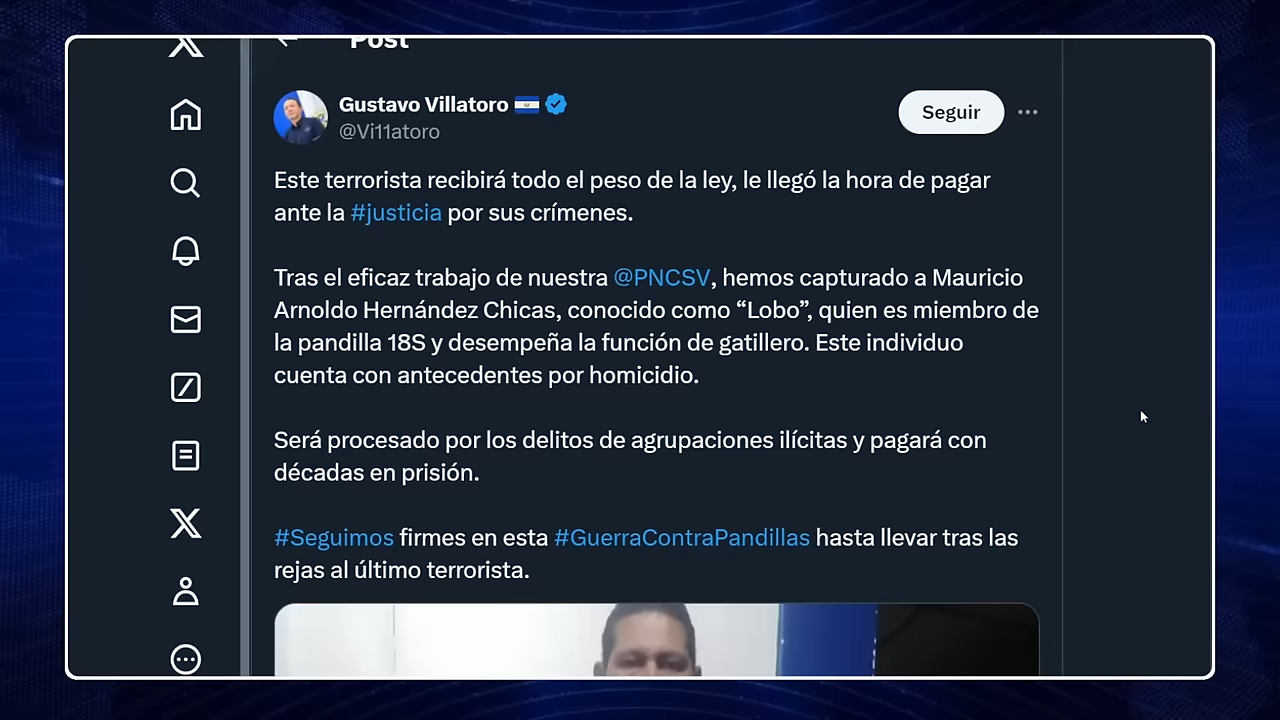 Post
Gustavo Villatoro
@Vi11atoro
Seguir
Este terrorista recibirá todo el peso de la ley, le llegó la hora de pagar
ante la #justicia por sus crímenes.
Tras el eficaz trabajo de nuestra @PNCSV, hemos capturado a Mauricio
Arnoldo Hernández Chicas, conocido como “Lobo”, quien es miembro de
la pandilla 18S y desempeña la función de gatillero. Este individuo
cuenta con antecedentes por homicidio.
Será procesado por los delitos de agrupaciones ilícitas y pagará con
décadas en prisión.
#Seguimos firmes en esta #GuerraContraPandillas hasta llevar tras las
rejas al último terrorista.